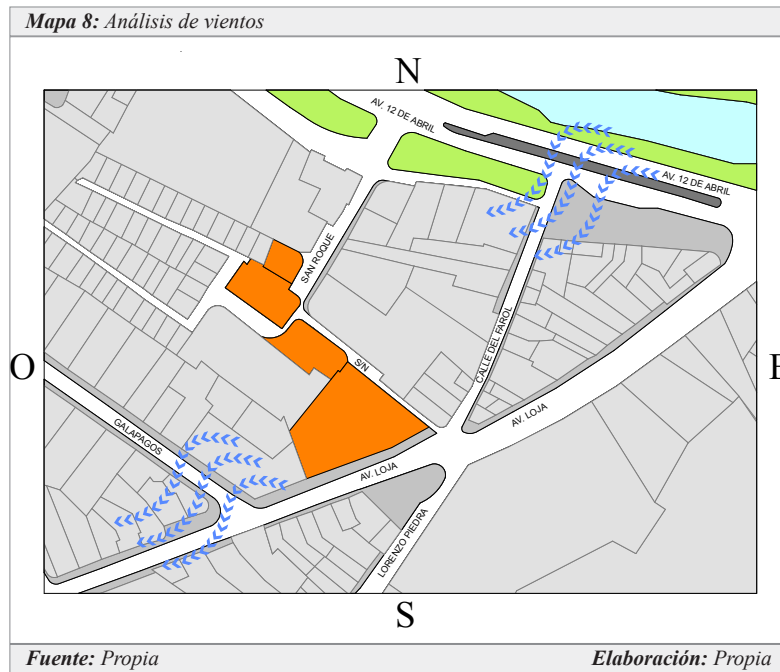 Mapa 8: Análisis de vientos
N
AV. 12 DE ABRIL
AV. 12 DE ABRIL
SAN ROQUE
CALLE DEL FAROL
S/N
O
E
AV. LOJA
GALAPAGOS
AV. LOJA
LORENZO PIEDRA
S
Fuente: Propia
Elaboración: Propia